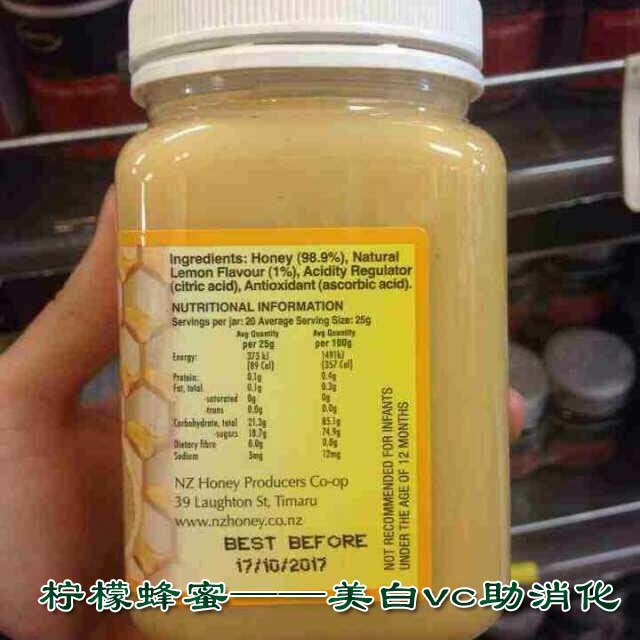 Ingredients: Honey (98.9%), Natural
Lemon Flavour (1%), Acidity Regulator
(citric acid), Antioxidant (ascorbic acid).
NUTRITIONAL INFORMATION
Servings per jar: 20 Average Serving Size: 25g
Avg Quantity Avg Quantity
per 25g per 100g
Energy: 373 kJ 1491kJ
(89 Cal) (357 Cal)
Protein: 0.1g 0.4g
Fat, total 0.1g 0.3g
-saturated 0g 0g
-trans 0.0g 0.0g
Carbohydrate, total 21.3g 85.1g
-sugars 18.7g 74.9g
Dietary fibre 0.0g 0.0g
Sodium 3mg 12mg
NZ Honey Producers Co-op
39 Laughton St, Timaru
www.nzhoney.co.nz
BEST BEFORE
17/10/2017
NOT RECOMMENDED FOR INFANTS
UNDER THE AGE OF 12 MONTHS
柠檬蜂蜜———美白vc助消化